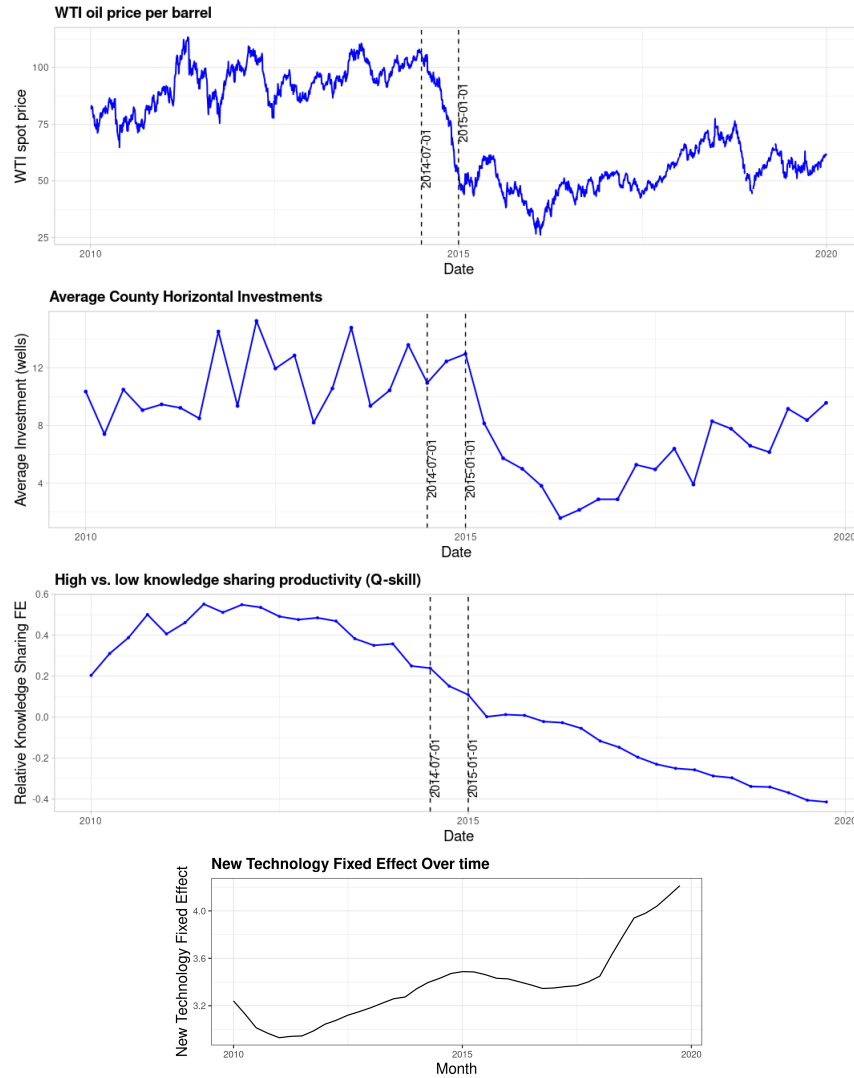 WTI oil price per barrel
WTI spot price
100
75
50
25
2014-07-01
2015-01-01
2010
2015
2020
Date
Average County Horizontal Investments
Average Investment (wells)
12
8
4
2014-07-01
2015-01-01
2010
2015
2020
Date
High vs. low knowledge sharing productivity (Q-skill)
Relative Knowledge Sharing FE
0.6
0.4
0.2
0.0
-0.2
-0.4
2014-07-01
2015-01-01
2010
2015
2020
Date
New Technology Fixed Effect Over time
New Technology Fixed Effect
4.0
3.6
3.2
2010
2015
2020
Month